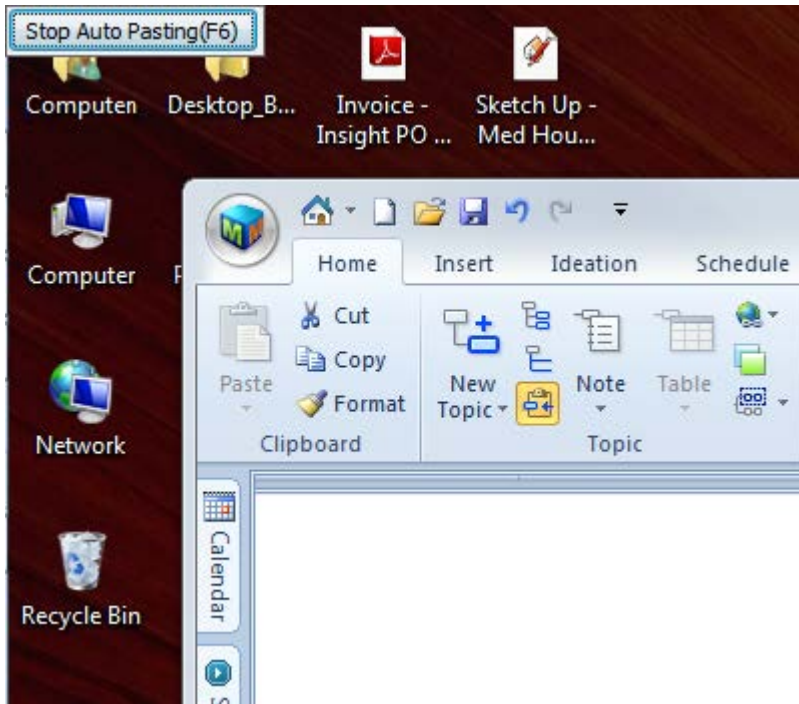 Stop Auto Pasting(F6)
Computen
Desktop_B...
Invoice -
Insight PO ...
Sketch Up -
Med Hou...
Computer
Home
Insert
Ideation
Schedule
Cut
Copy
Format
Paste
New
Topic
Note
Table
Clipboard
Topic
Network
Calendar
Recycle Bin